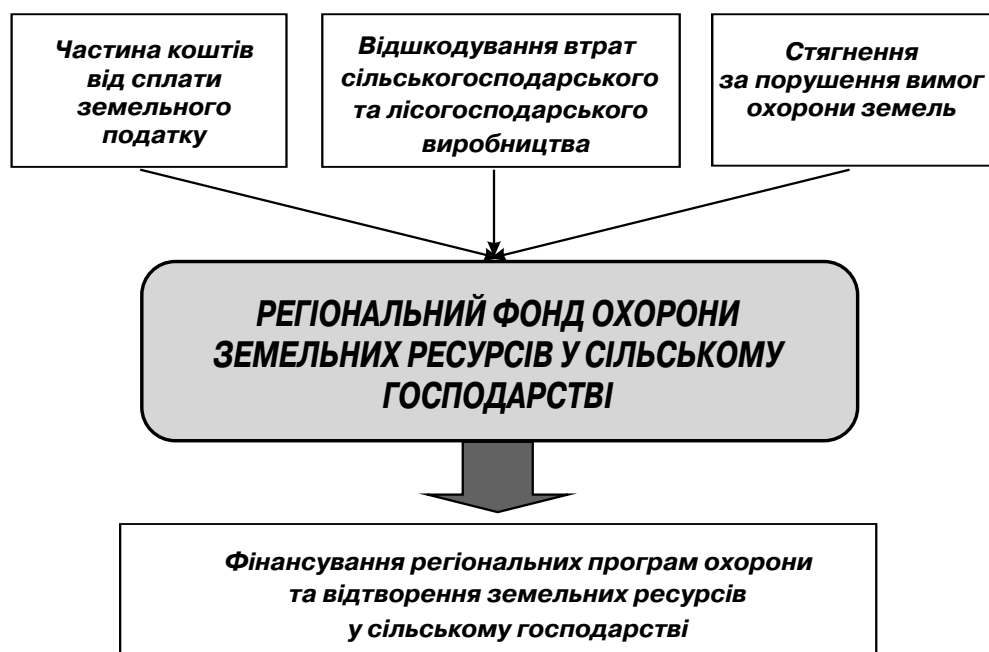 Частина коштів
від сплати
земельного
податку
Відшкодування втрат
сільськогосподарського
та лісогосподарського
виробництва
Стягнення
за порушення вимог
охорони земель
РЕГІОНАЛЬНИЙ ФОНД ОХОРОНИ
ЗЕМЕЛЬНИХ РЕСУРСІВ У СІЛЬСЬКОМУ
ГОСПОДАРСТВІ
Фінансування регіональних програм охорони
та відтворення земельних ресурсів
у сільському господарстві